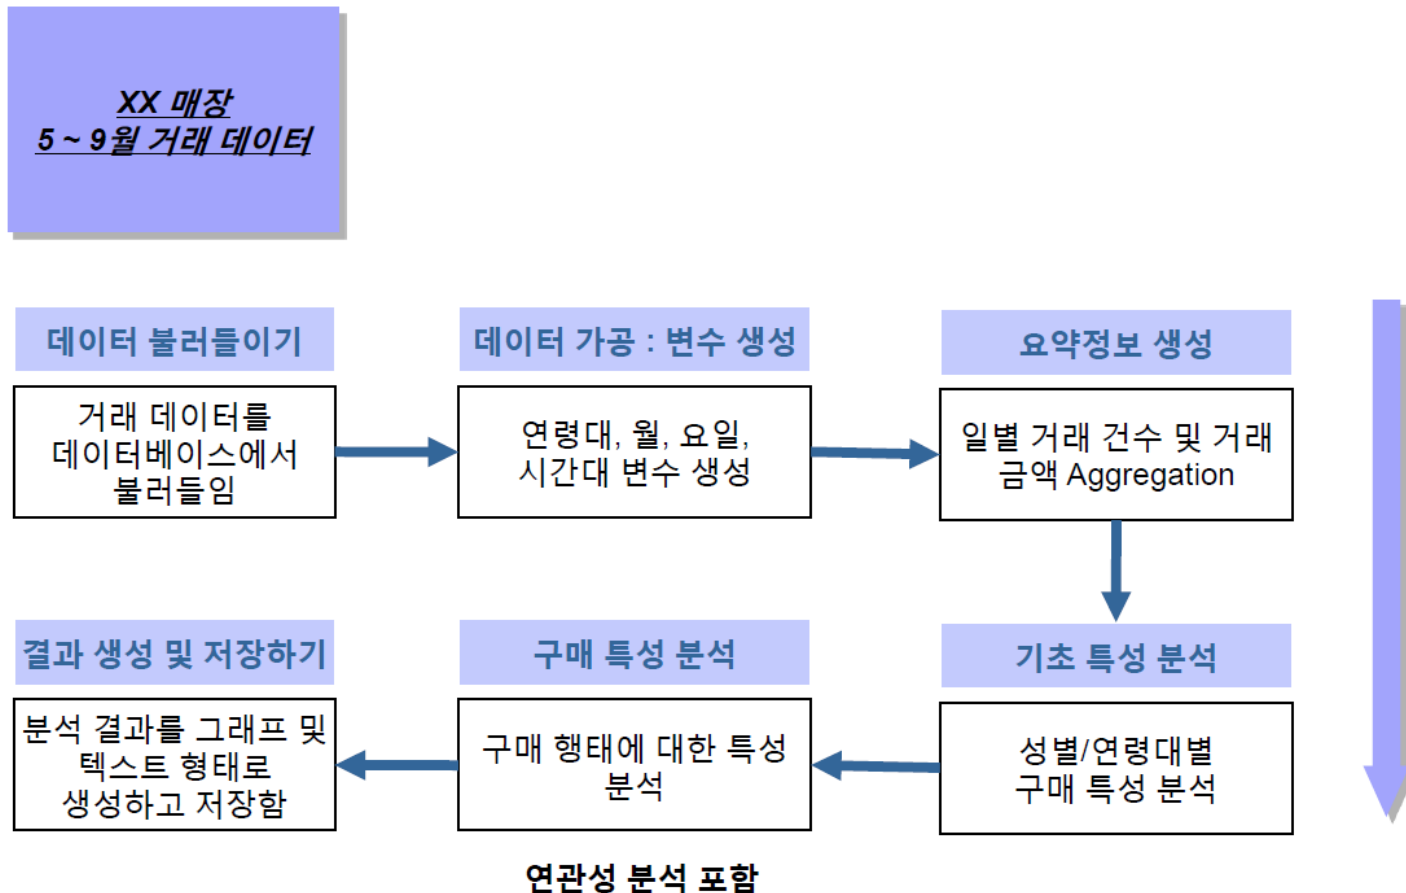 XX 매장
5 ~ 9월 거래 데이터
데이터 불러들이기
거래 데이터를
데이터베이스에서
불러들임
데이터 가공 : 변수 생성
연령대, 월, 요일,
시간대 변수 생성
요약정보 생성
일별 거래 건수 및 거래
금액 Aggregation
기초 특성 분석
성별/연령대별
구매 특성 분석
구매 특성 분석
구매 행태에 대한 특성
분석
연관성 분석 포함
결과 생성 및 저장하기
분석 결과를 그래프 및
텍스트 형태로
생성하고 저장함